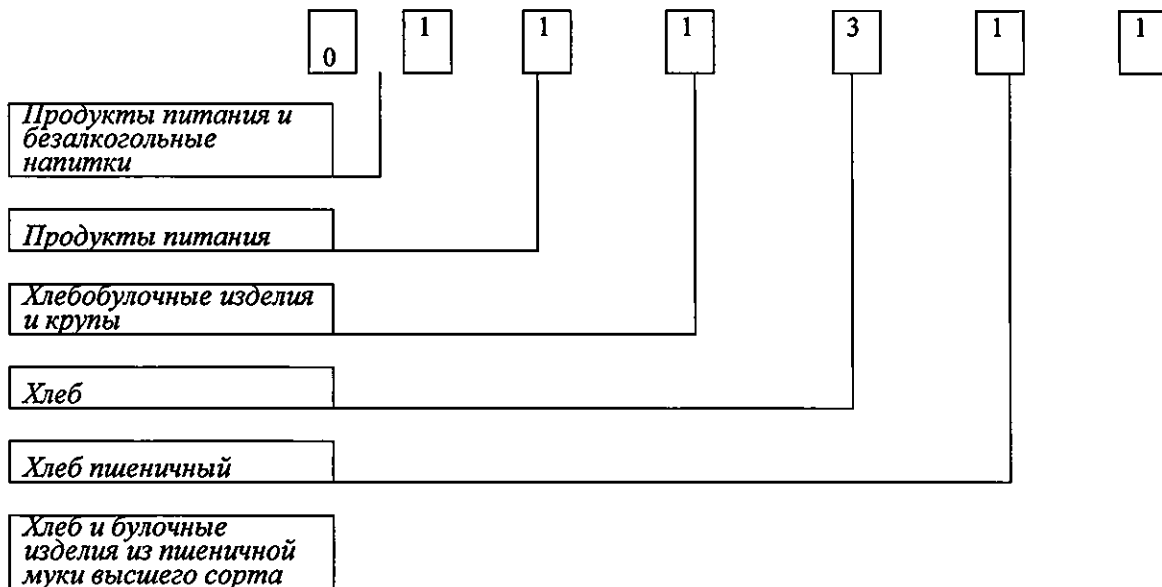 0 1 1 1 3 1 1
Продукты питания и
безалкогольные
напитки
Продукты питания
Хлебобулочные изделия
и крупы
Хлеб
Хлеб пшеничный
Хлеб и булочные
изделия из пшеничной
муки высшего сорта